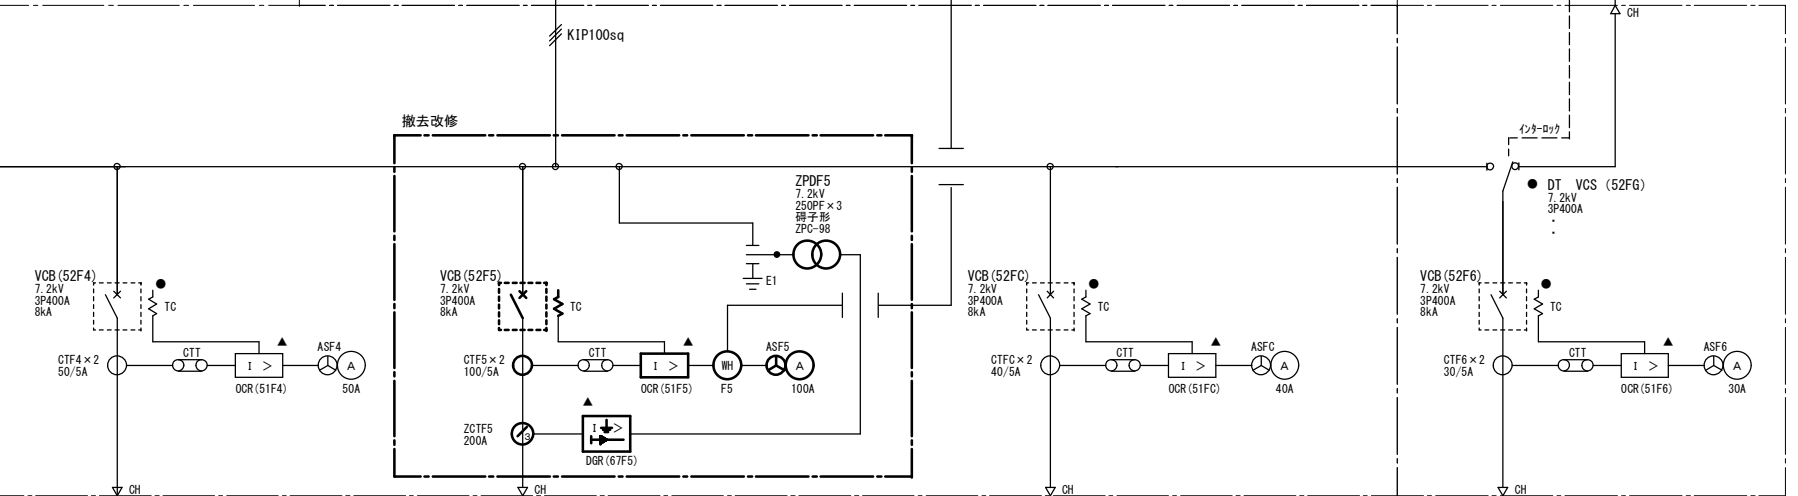 CH
KIP100sq
撤去改修
インターロック
ZPDF5
7.2kV
250PF×3
碍子形
ZPC-98
E1
DT VCS (52FG)
7.2kV
3P400A
VCB(52F4)
7.2kV
3P400A
8kA
TC
VCB(52F5)
7.2kV
3P400A
8kA
TC
VCB(52FC)
7.2kV
3P400A
8kA
TC
VCB(52F6)
7.2kV
3P400A
8kA
TC
CTF4×2
50/5A
CTT
I >
OCR(51F4)
ASF4
A
50A
CTF5×2
100/5A
CTT
I >
OCR(51F5)
WH
F5
ASF5
A
100A
CTFC×2
40/5A
CTT
I >
OCR(51FC)
ASFC
A
40A
CTF6×2
30/5A
CTT
I >
OCR(51F6)
ASF6
A
30A
ZCTF5
200A
3
I >
DGR(67F5)
CH
CH
CH
CH